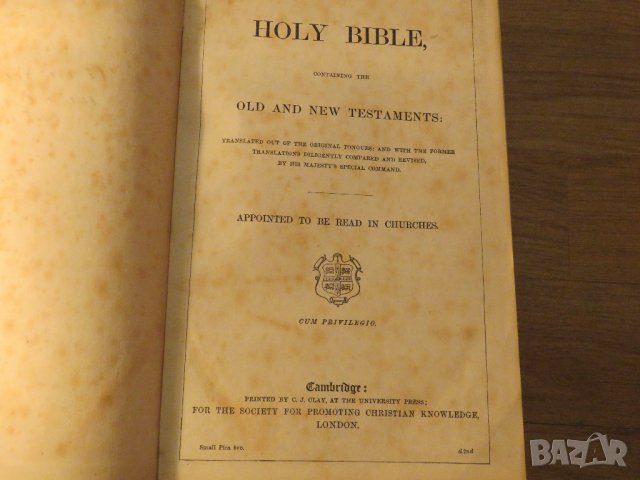 HOLY BIBLE,
CONTAINING THE
OLD AND NEW TESTAMENTS:
TRANSLATED OUT OF THE ORIGINAL TONGUES: AND WITH THE FORMER
TRANSLATIONS DILIGENTLY COMPARED AND REVISED,
BY HIS MAJESTY'S SPECIAL COMMAND.
APPOINTED TO BE READ IN CHURCHES.
CUM PRIVILEGIO.
Cambridge:
PRINTED BY C. J. CLAY, AT THE UNIVERSITY PRESS;
FOR THE SOCIETY FOR PROMOTING CHRISTIAN KNOWLEDGE,
LONDON.
Small Pica 8vo.
BAZAR
bg